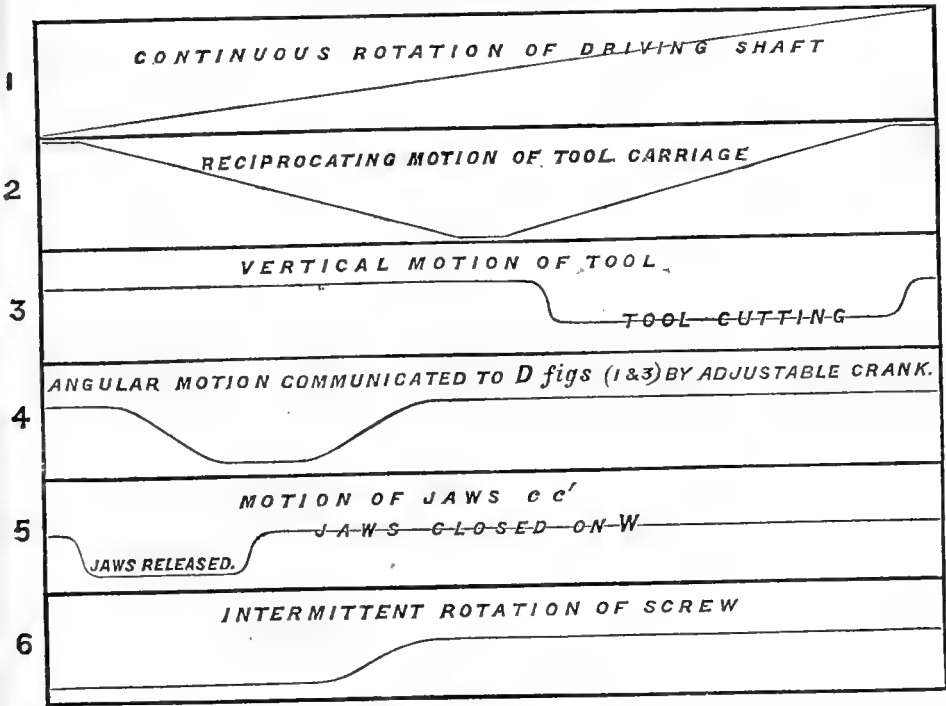 1
CONTINUOUS ROTATION OF DRIVING SHAFT
2
RECIPROCATING MOTION OF TOOL CARRIAGE
3
VERTICAL MOTION OF TOOL
TOOL CUTTING
4
ANGULAR MOTION COMMUNICATED TO D figs (1 & 3) BY ADJUSTABLE CRANK.
5
MOTION OF JAWS C C'
JAWS CLOSED ON W
JAWS RELEASED.
6
INTERMITTENT ROTATION OF SCREW